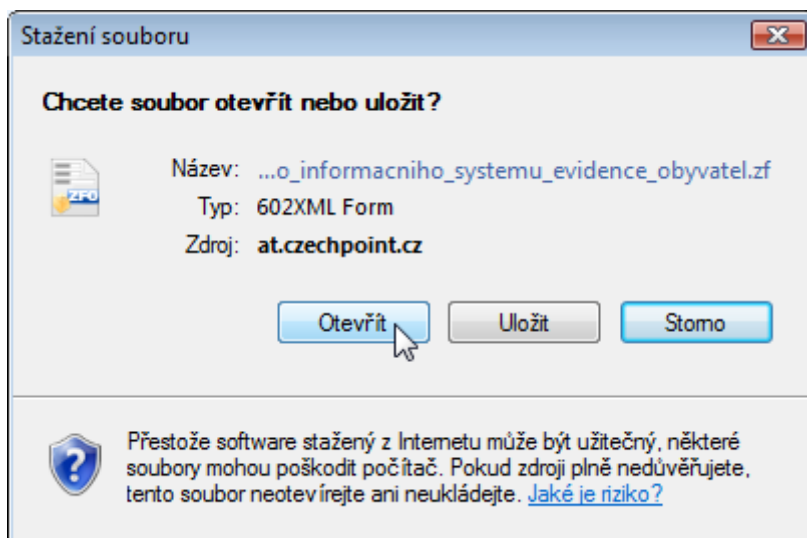 Stažení souboru
Chcete soubor otevřít nebo uložit?
ZFO
Název: ...o_informacniho_systemu_evidence_obyvatel.zf
Typ: 602XML Form
Zdroj: at.czechpoint.cz
Otevřít Uložit Storno
Přestože software stažený z Internetu může být užitečný, některé
soubory mohou poškodit počítač. Pokud zdroji plně nedůvěřujete,
tento soubor neotevírejte ani neukládejte. Jaké je riziko?